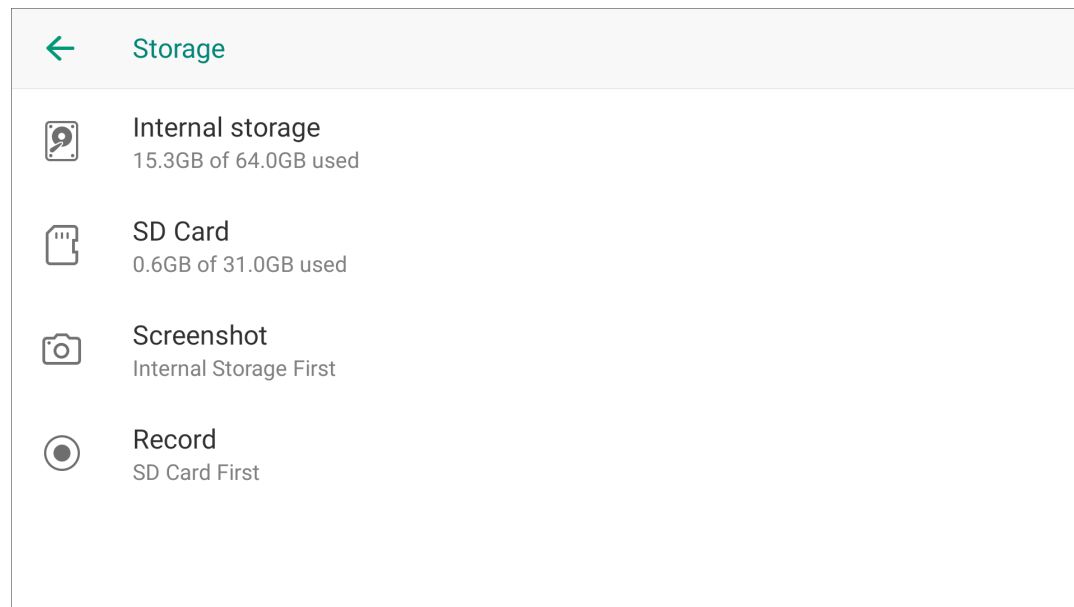 Storage
Internal storage
15.3GB of 64.0GB used
SD Card
0.6GB of 31.0GB used
Screenshot
Internal Storage First
Record
SD Card First